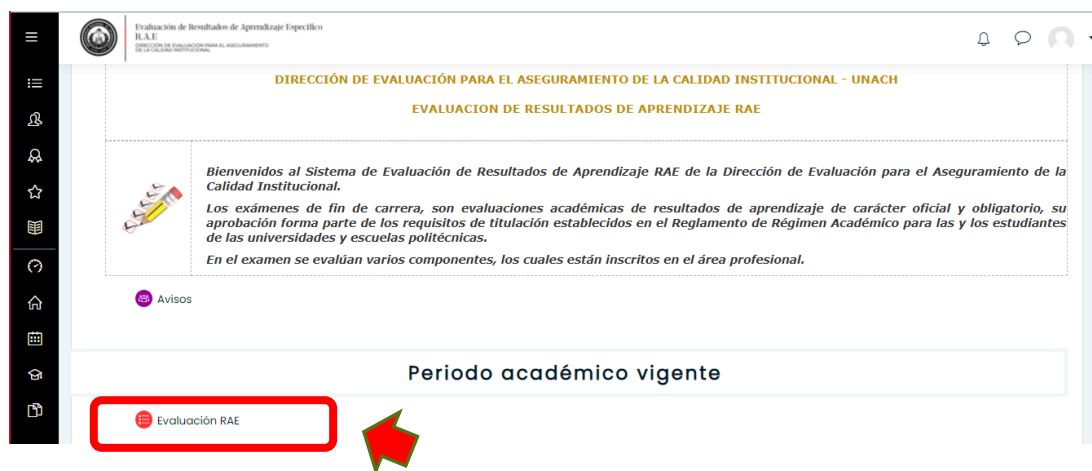 Evaluación de Resultados de Aprendizaje Específico
R.A.E
DIRECCIÓN DE EVALUACIÓN PARA EL ASEGURAMIENTO
DE LA CALIDAD INSTITUCIONAL
DIRECCIÓN DE EVALUACIÓN PARA EL ASEGURAMIENTO DE LA CALIDAD INSTITUCIONAL - UNACH
EVALUACION DE RESULTADOS DE APRENDIZAJE RAE
Bienvenidos al Sistema de Evaluación de Resultados de Aprendizaje RAE de la Dirección de Evaluación para el Aseguramiento de la
Calidad Institucional.
Los exámenes de fin de carrera, son evaluaciones académicas de resultados de aprendizaje de carácter oficial y obligatorio, su
aprobación forma parte de los requisitos de titulación establecidos en el Reglamento de Régimen Académico para las y los estudiantes
de las universidades y escuelas politécnicas.
En el examen se evalúan varios componentes, los cuales están inscritos en el área profesional.
Avisos
Periodo académico vigente
Evaluación RAE